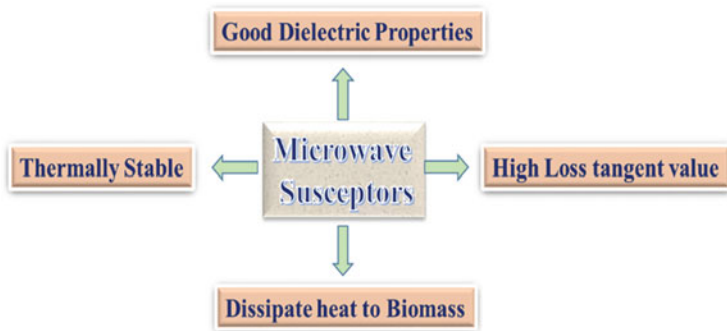 Good Dielectric Properties
Thermally Stable
Microwave
Susceptors
High Loss tangent value
Dissipate heat to Biomass